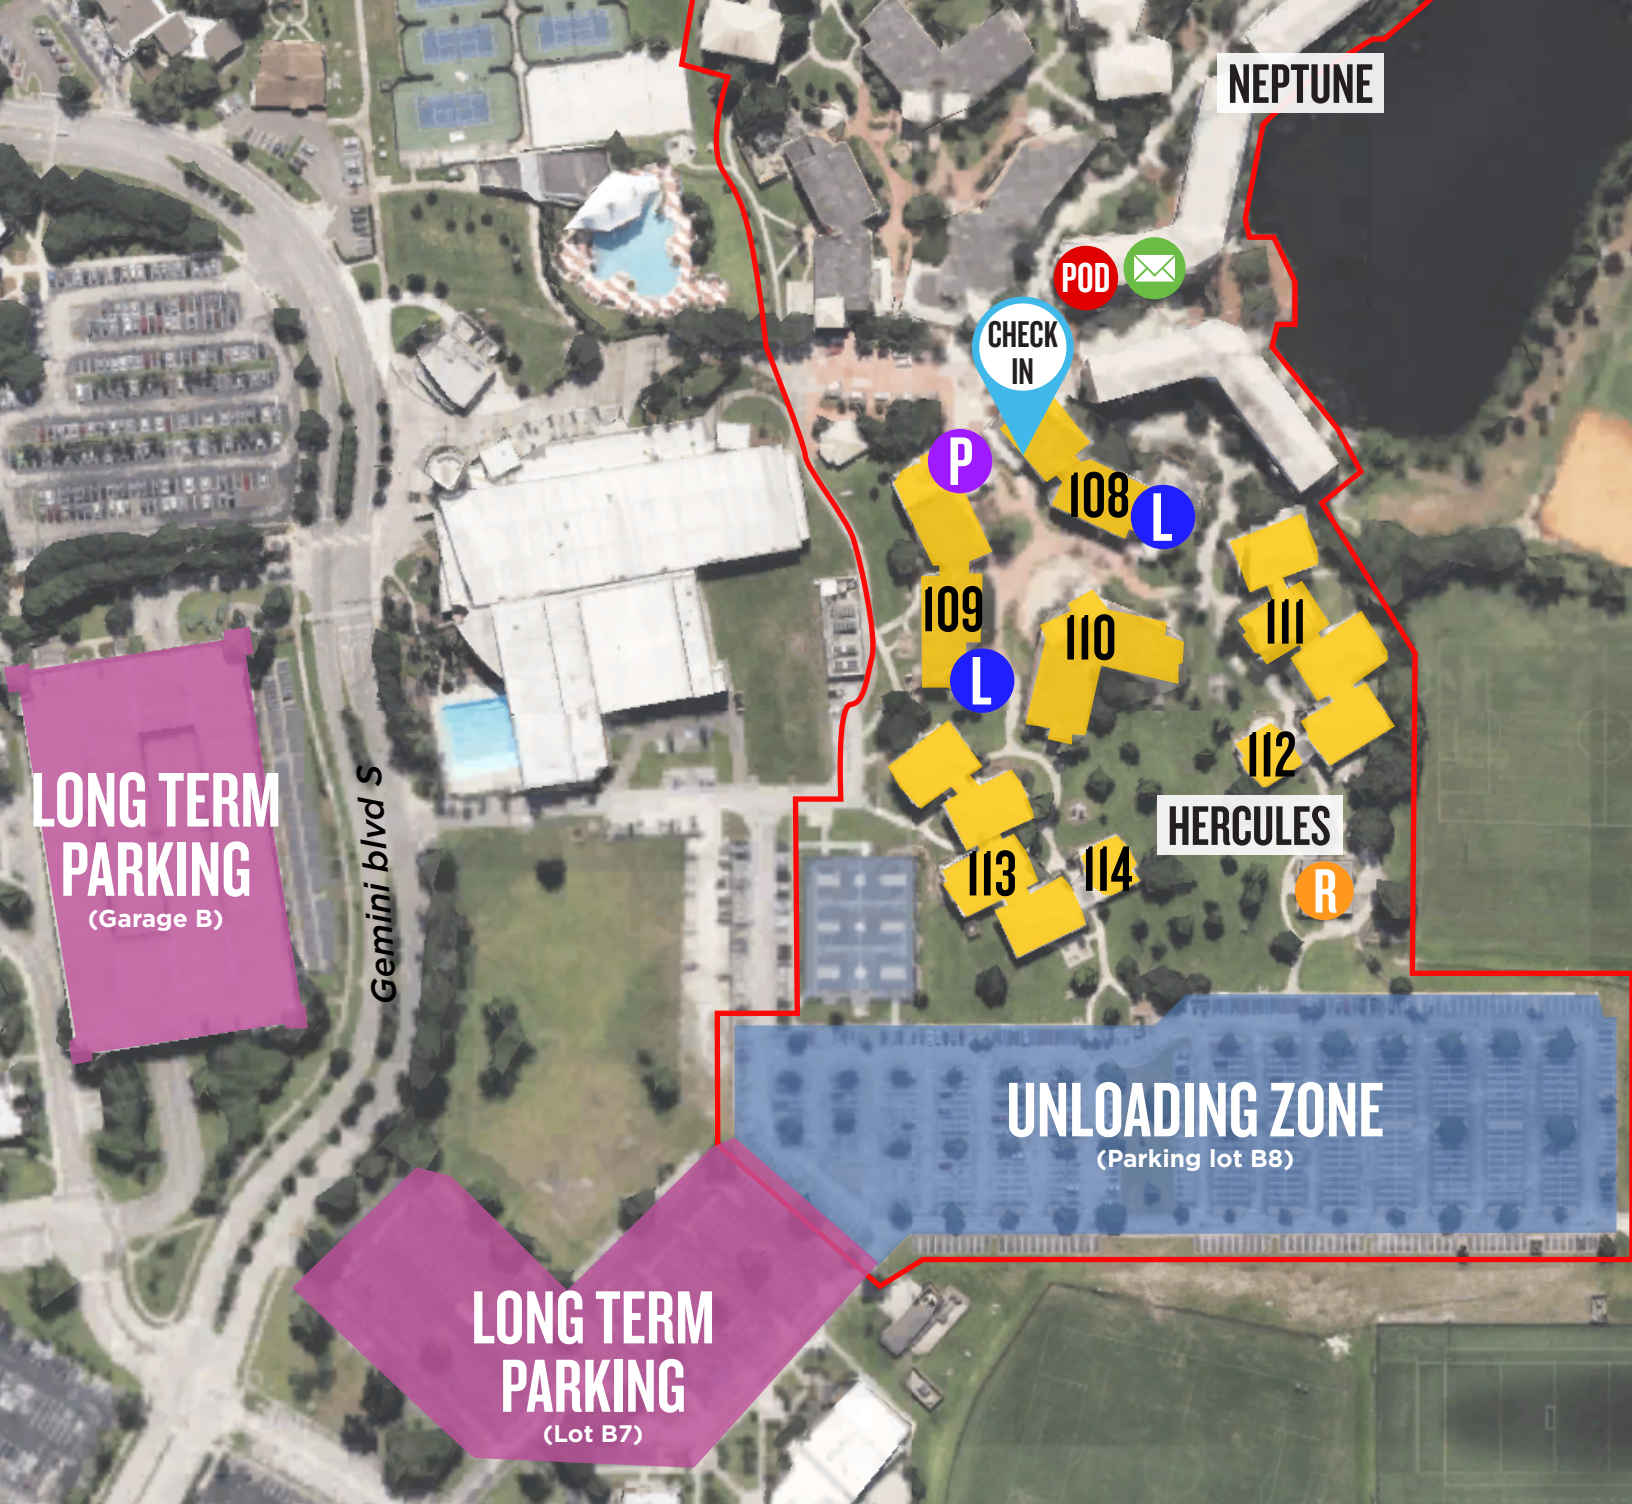 NEPTUNE
POD
CHECK
IN
P
108
L
109
110
111
L
112
HERCULES
113
114
R
LONG TERM
PARKING
(Garage B)
Gemini blvd S
UNLOADING ZONE
(Parking lot B8)
LONG TERM
PARKING
(Lot B7)